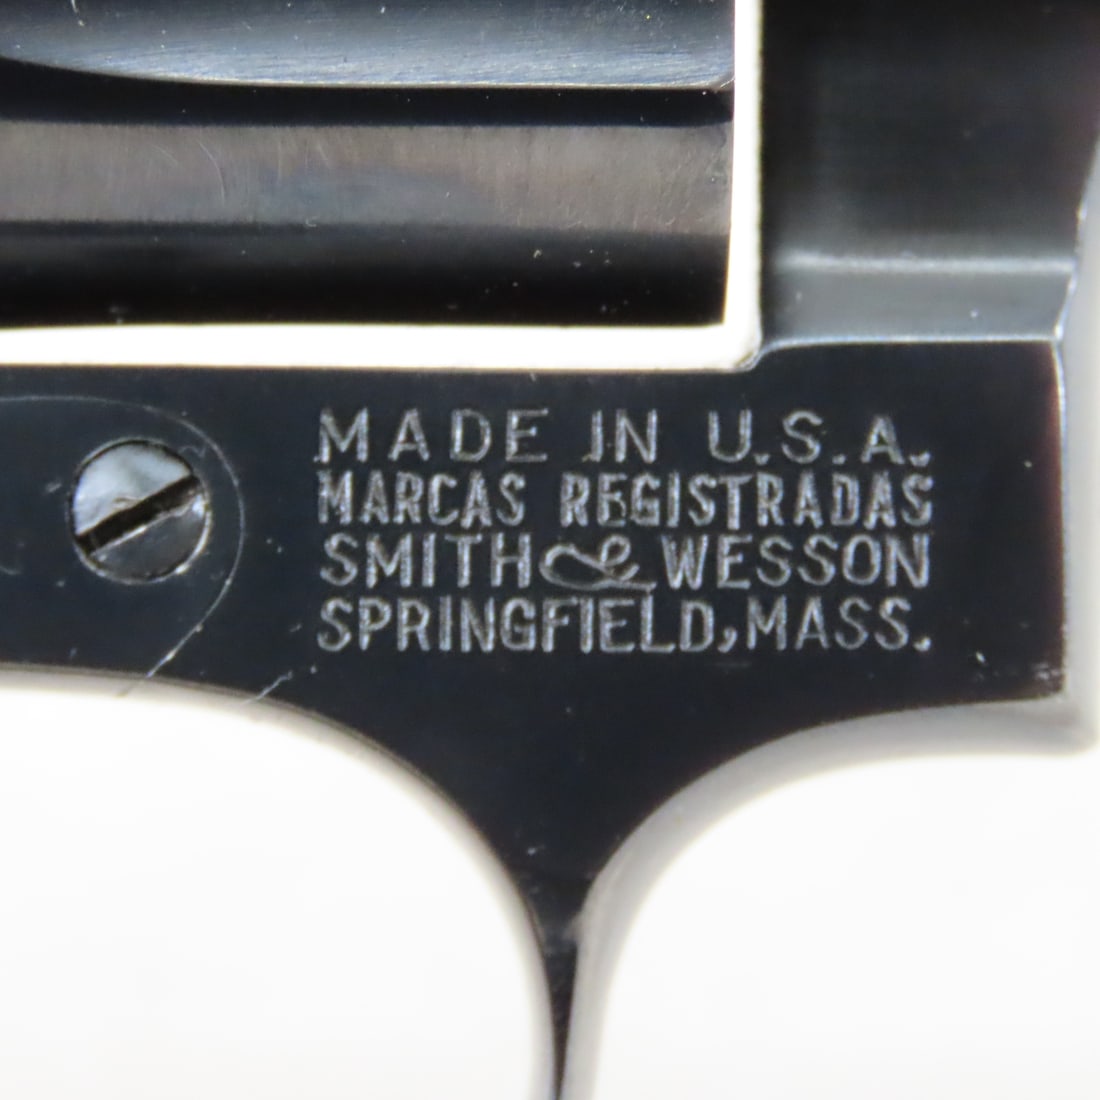 MADE IN U.S.A.
MARCAS REGISTRADAS
SMITH & WESSON
SPRINGFIELD, MASS.